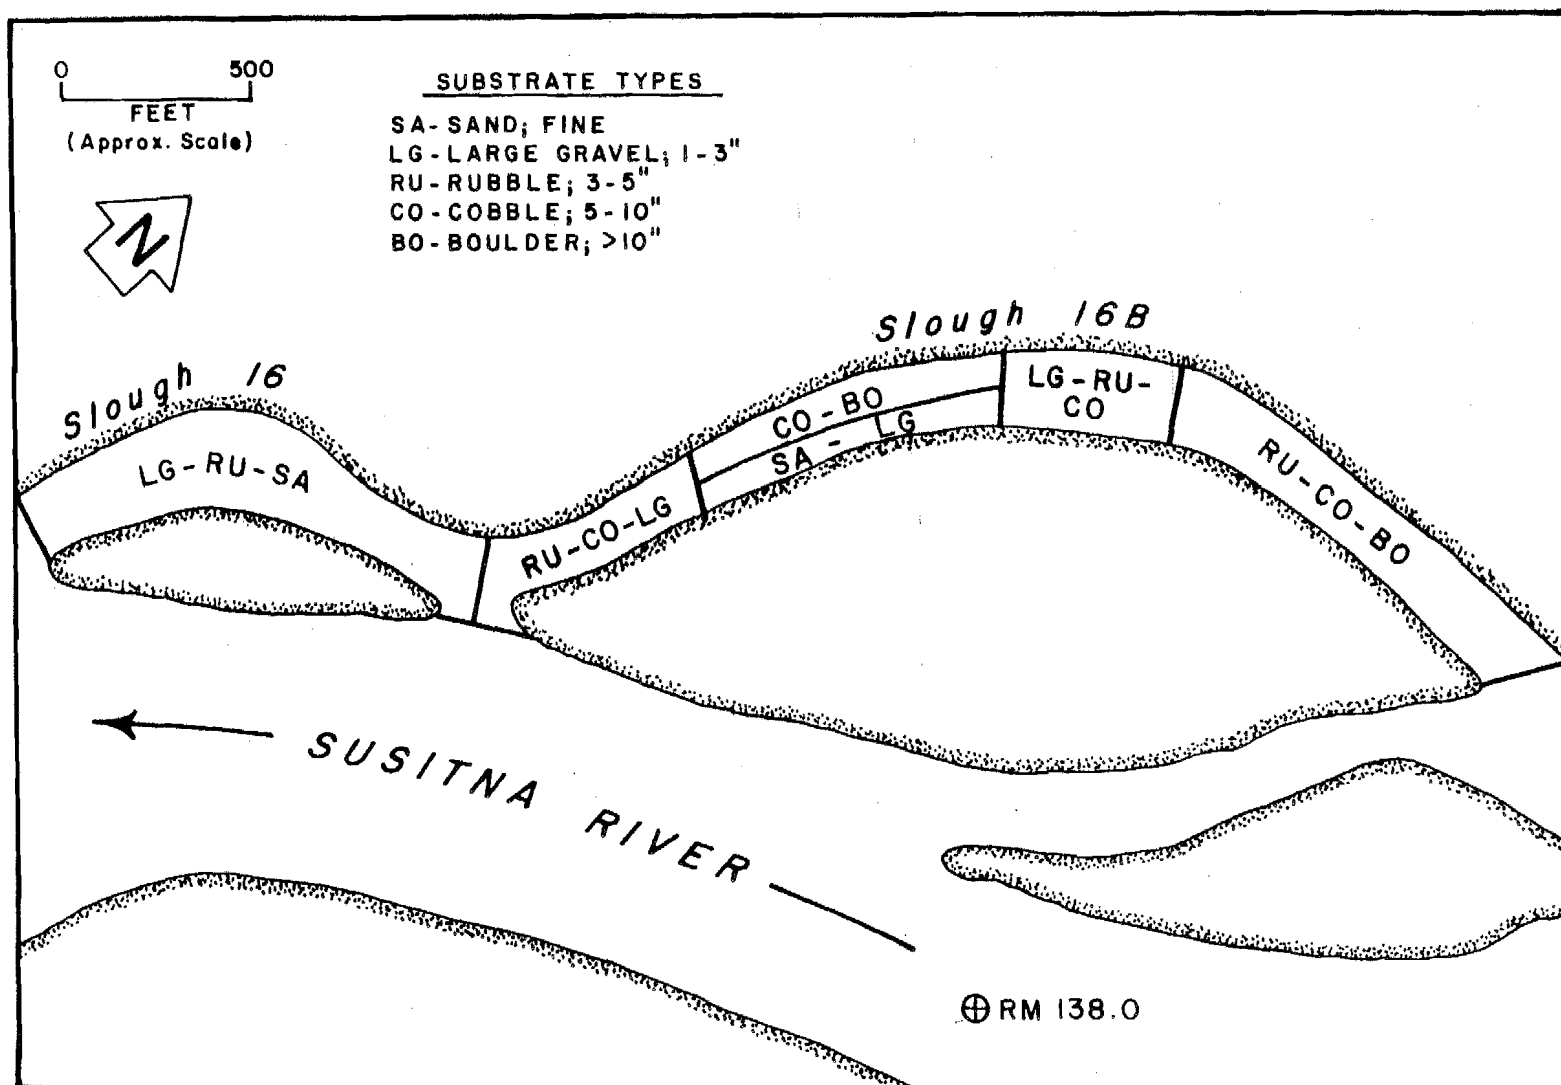 0 500
FEET
(Approx. Scale)
N
SUBSTRATE TYPES
SA-SAND; FINE
LG-LARGE GRAVEL; 1-3"
RU-RUBBLE; 3-5"
CO-COBBLE; 5-10"
BO-BOULDER; >10"
Slough 16
Slough 16B
LG-RU-SA
RU-CO-LG
CO-BO
SA-LG
LG-RU-
CO
RU-CO-BO
SUSITNA RIVER
RM 138.0